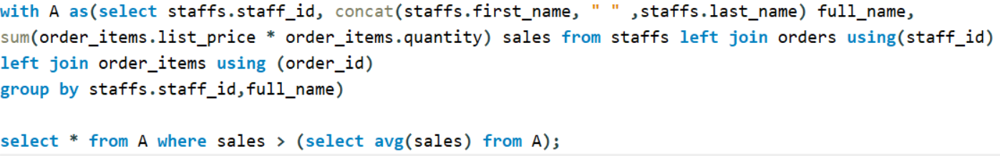 with A as(select staffs.staff_id, concat(staffs.first_name, " " ,staffs.last_name) full_name,
sum(order_items.list_price * order_items.quantity) sales from staffs left join orders using(staff_id)
left join order_items using (order_id)
group by staffs.staff_id,full_name)
select * from A where sales > (select avg(sales) from A);